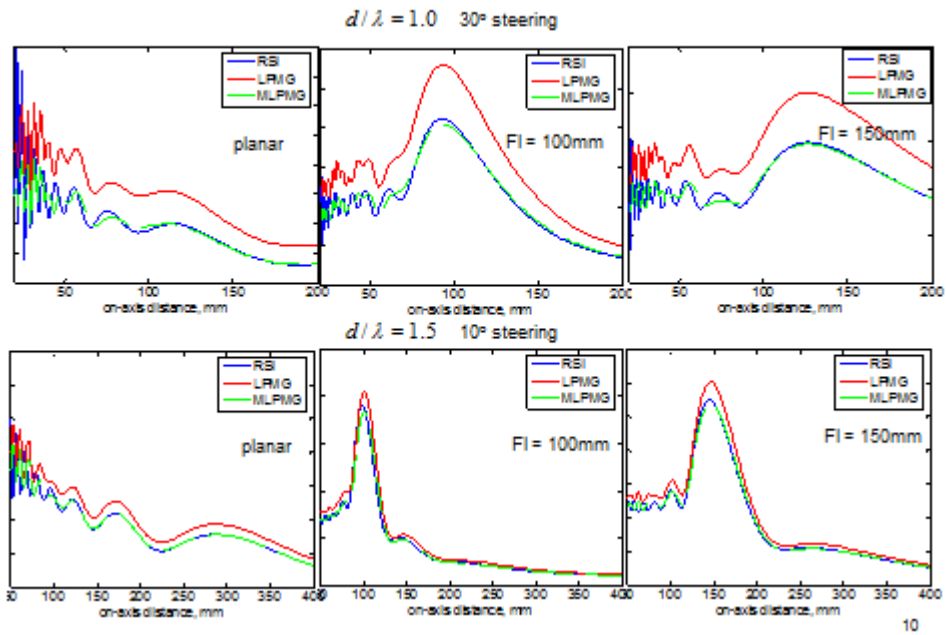 d / λ = 1.0 30° steering
RSI
LPMG
MLPMG
planar
50 100 150 200
on-axis distance, mm
RSI
LPMG
MLPMG
Fl = 100mm
50 100 150 200
on-axis distance, mm
RSI
LPMG
MLPMG
Fl = 150mm
50 100 150 200
on-axis distance, mm
d / λ = 1.5 10° steering
RSI
LPMG
MLPMG
planar
50 100 150 200 250 300 350 400
on-axis distance, mm
RSI
LPMG
MLPMG
Fl = 100mm
100 150 200 250 300 350 400
on-axis distance, mm
RSI
LPMG
MLPMG
Fl = 150mm
100 150 200 250 300 350 400
on-axis distance, mm
10